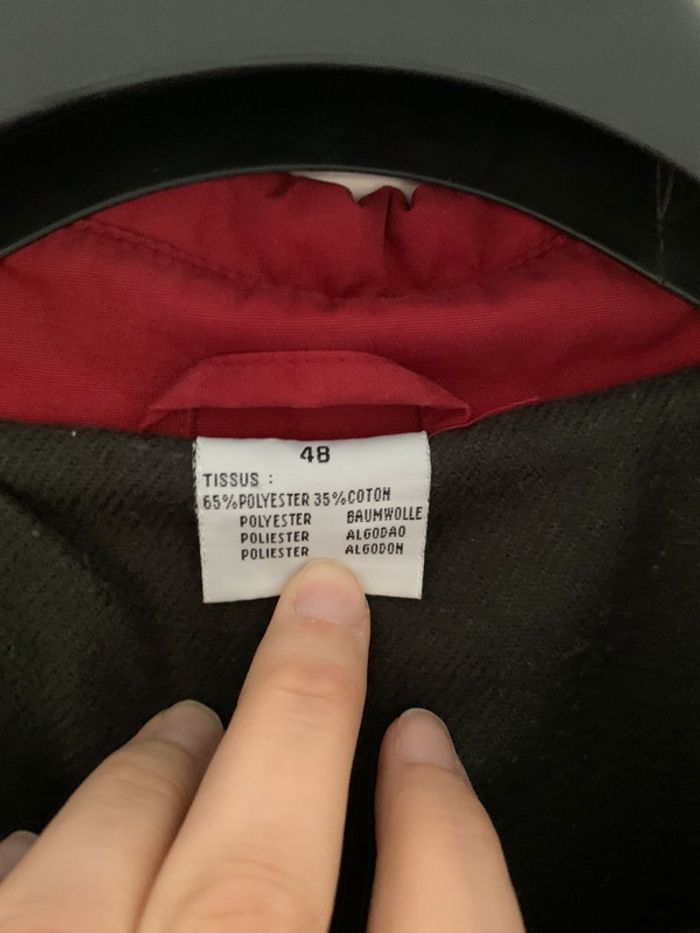 48
TISSUS :
65%POLYESTER 35%COTON
POLYESTER BAUMWOLLE
POLIESTER ALGODAO
POLIESTER ALGODON